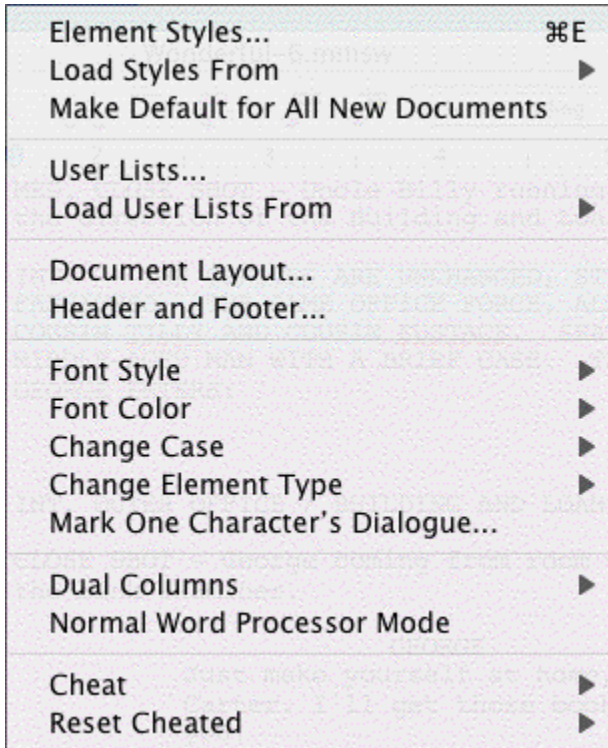 Element Styles... ⌘E
Load Styles From
Make Default for All New Documents
User Lists...
Load User Lists From
Document Layout...
Header and Footer...
Font Style
Font Color
Change Case
Change Element Type
Mark One Character's Dialogue...
Dual Columns
Normal Word Processor Mode
Cheat
Reset Cheated